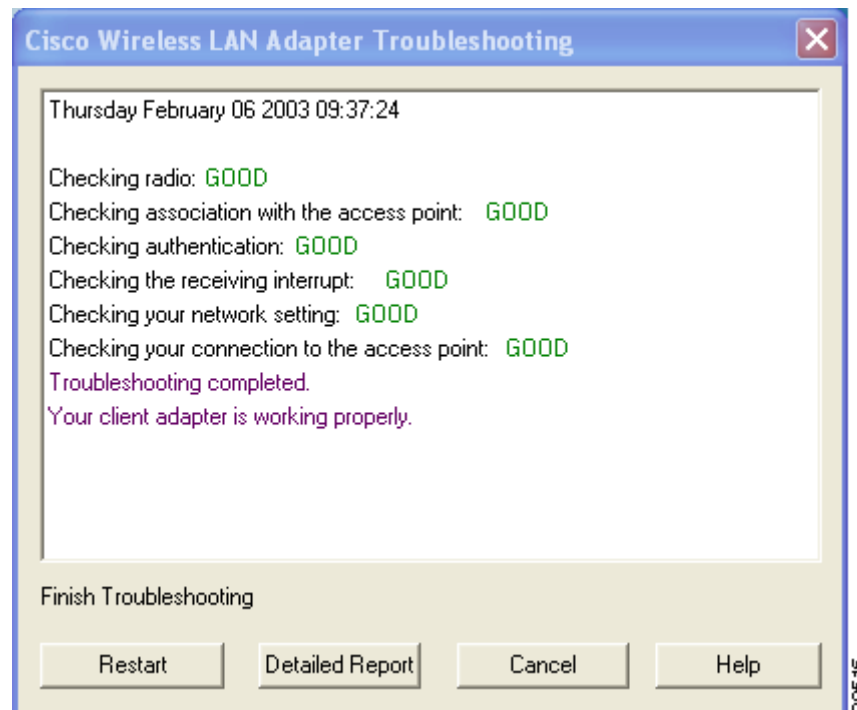 Cisco Wireless LAN Adapter Troubleshooting
Thursday February 06 2003 09:37:24
Checking radio: GOOD
Checking association with the access point: GOOD
Checking authentication: GOOD
Checking the receiving interrupt: GOOD
Checking your network setting: GOOD
Checking your connection to the access point: GOOD
Troubleshooting completed.
Your client adapter is working properly.
Finish Troubleshooting
Restart Detailed Report Cancel Help